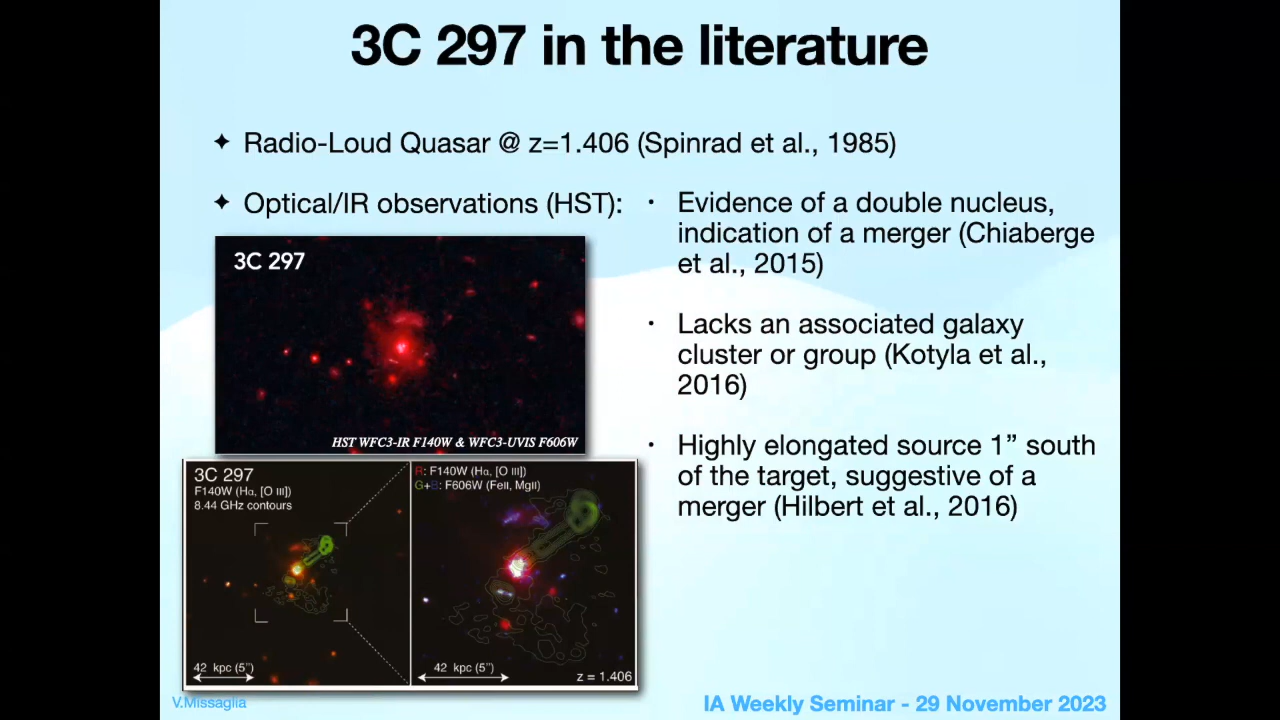 3C 297 in the literature
✦ Radio-Loud Quasar @ z=1.406 (Spinrad et al., 1985)
✦ Optical/IR observations (HST):
• Evidence of a double nucleus,
indication of a merger (Chiaberge
et al., 2015)
• Lacks an associated galaxy
cluster or group (Kotyla et al.,
2016)
• Highly elongated source 1” south
of the target, suggestive of a
merger (Hilbert et al., 2016)
3C 297
HST WFC3-IR F140W & WFC3-UVIS F606W
3C 297
F140W (Hα, [O III])
8.44 GHz contours
42 kpc (5")
R: F140W (Hα, [O III])
G+B: F606W (FeII, MgII)
42 kpc (5")
z = 1.406
V.Missaglia
IA Weekly Seminar - 29 November 2023